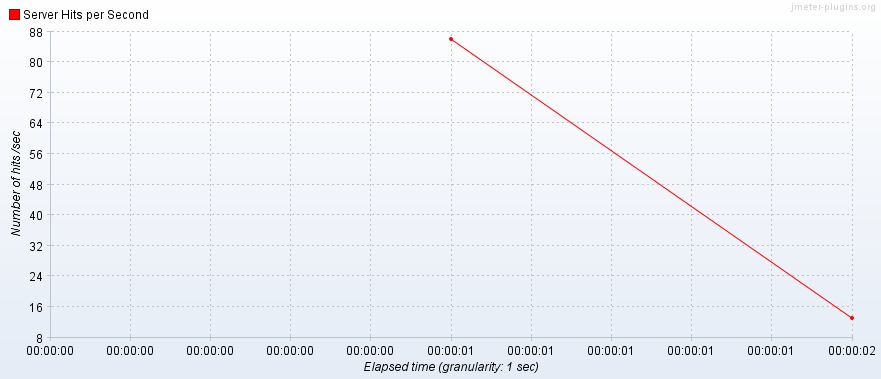 Server Hits per Second
jmeter-plugins.org
88
80
72
64
56
48
40
32
24
16
8
Number of hits /sec
00:00:00 00:00:00 00:00:00 00:00:00 00:00:00 00:00:01 00:00:01 00:00:01 00:00:01 00:00:01 00:00:02
Elapsed time (granularity: 1 sec)